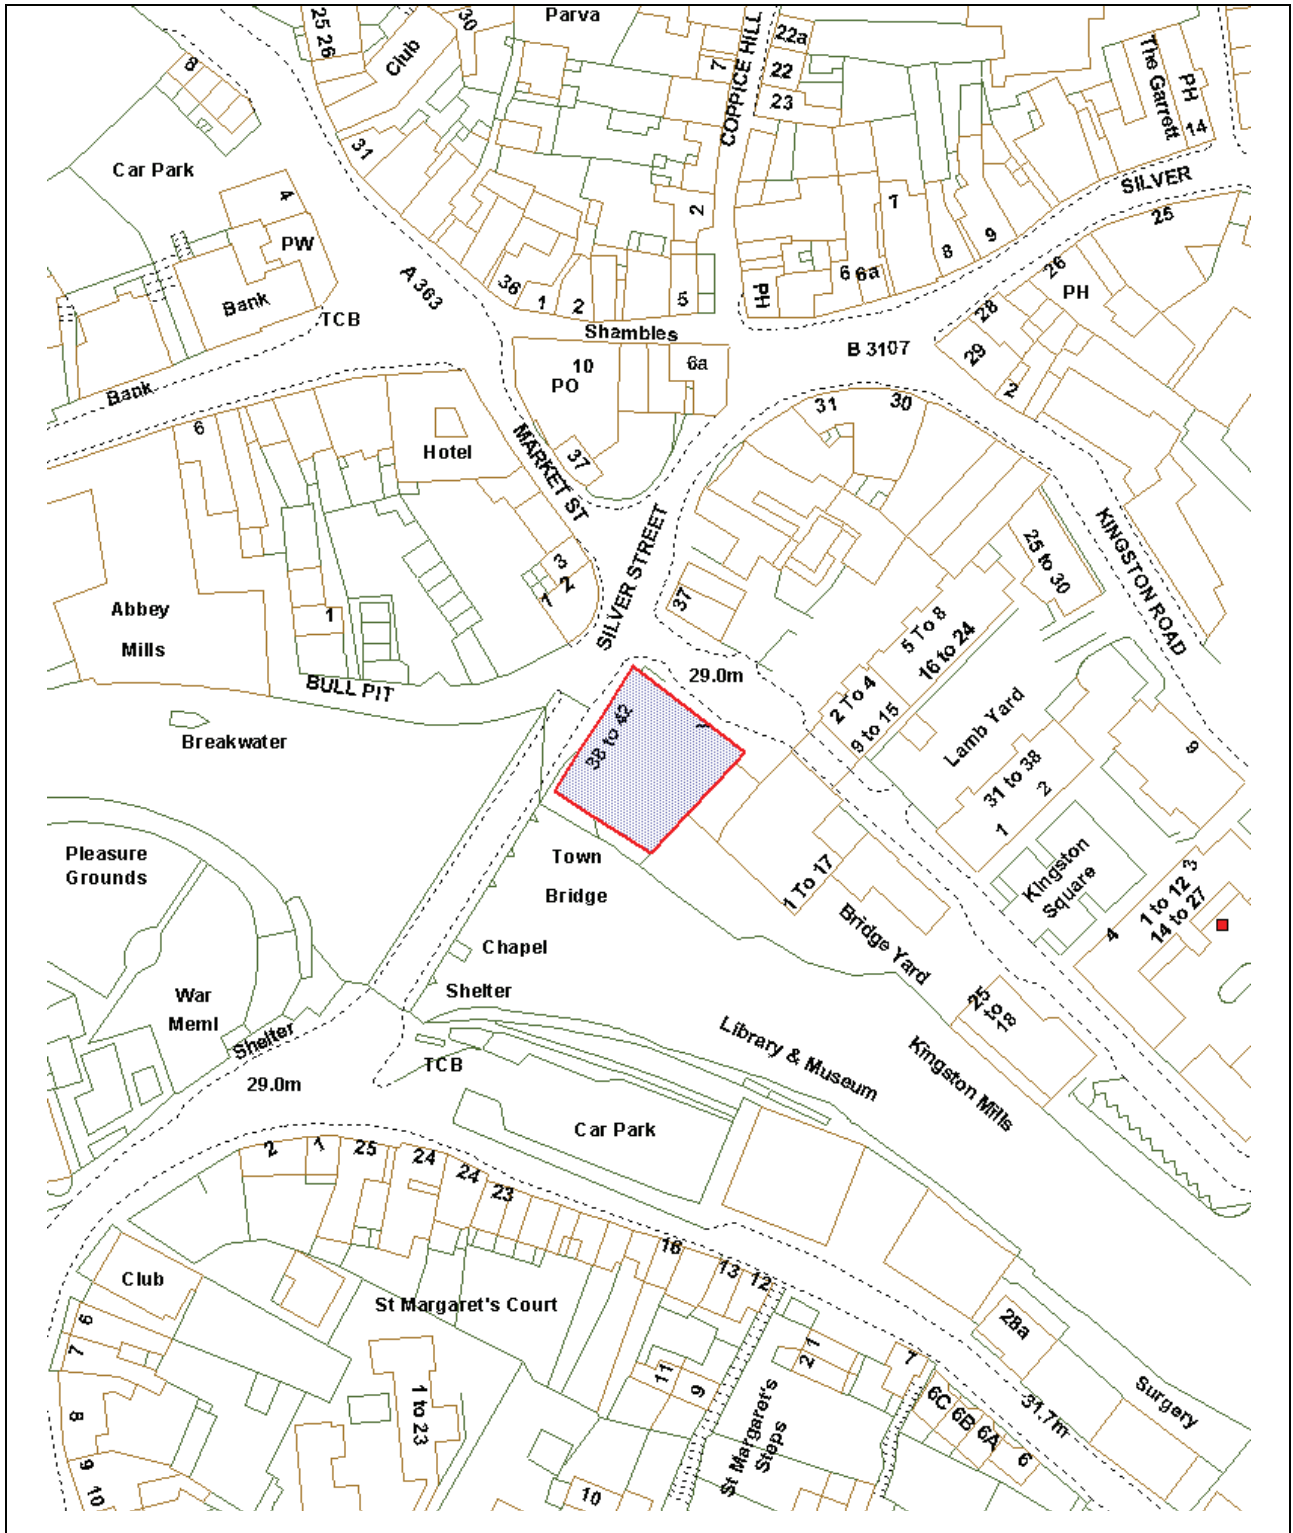 25 26
Club
30
Parva
7
COPPICE HILL
22a
22
23
The Garrett
PH
14
8
Car Park
31
4
PW
Bank
TCB
Bank
A 363
36
1
2
5
2
Shambles
PH
6
6a
7
8
9
SILVER
25
26
PH
28
29
2
B 3107
10
PO
6a
37
31
30
6
Hotel
MARKET ST
SILVER STREET
3
2
1
37
KINGSTON ROAD
25 to 30
Abbey
Mills
1
BULL PIT
Breakwater
29.0m
38 to 42
5 To 8
16 to 24
2 To 4
9 to 15
Lamb Yard
31 to 38
2
1
9
Kingston
Square
3
1 to 12
14 to 27
4
Pleasure
Grounds
Town
Bridge
1 To 17
Bridge Yard
Chapel
Shelter
War
Meml
Shelter
29.0m
TCB
Library & Museum
Kingston Mills
Car Park
2
1
25
24
24
23
16
13
12
Club
6
7
8
9
10
St Margaret's Court
1 to 23
11
9
10
St Margaret's
Steps
1
2
7
6C
6B
6A
6
28a
31.7m
Surgery